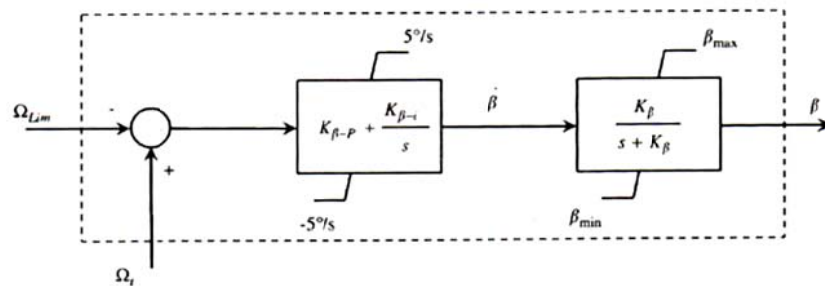 5°/s
β_max
Ω_Lim
-
+
K_β-P + K_β-i / s
β̇
K_β / s + K_β
β
-5°/s
β_min
Ω_t